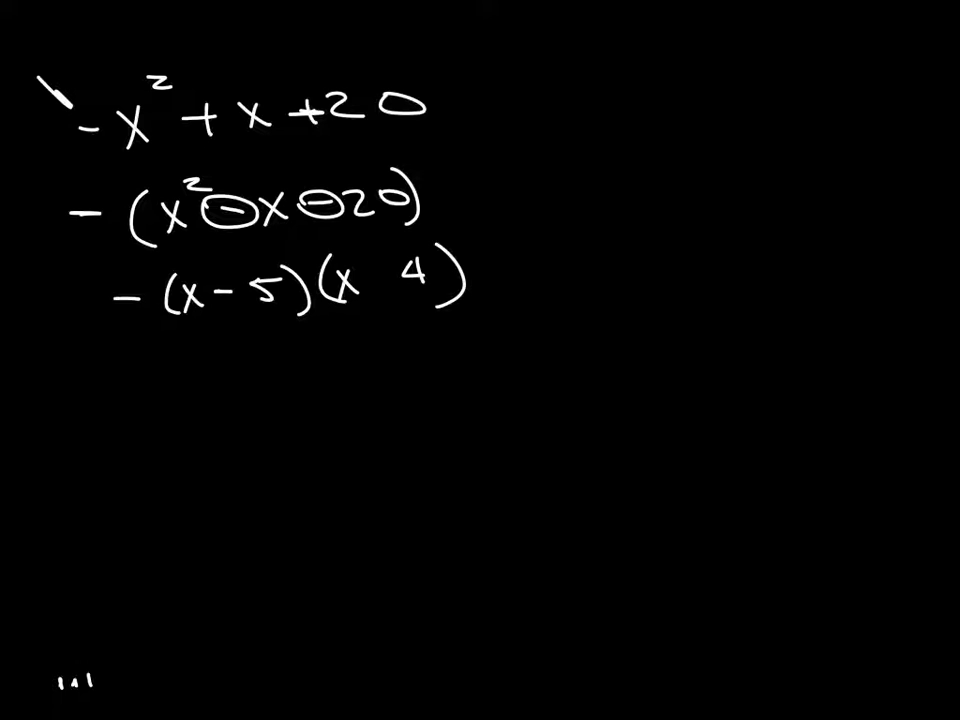 - x² + x + 20
- (x² - x - 20)
- (x - 5)(x 4)